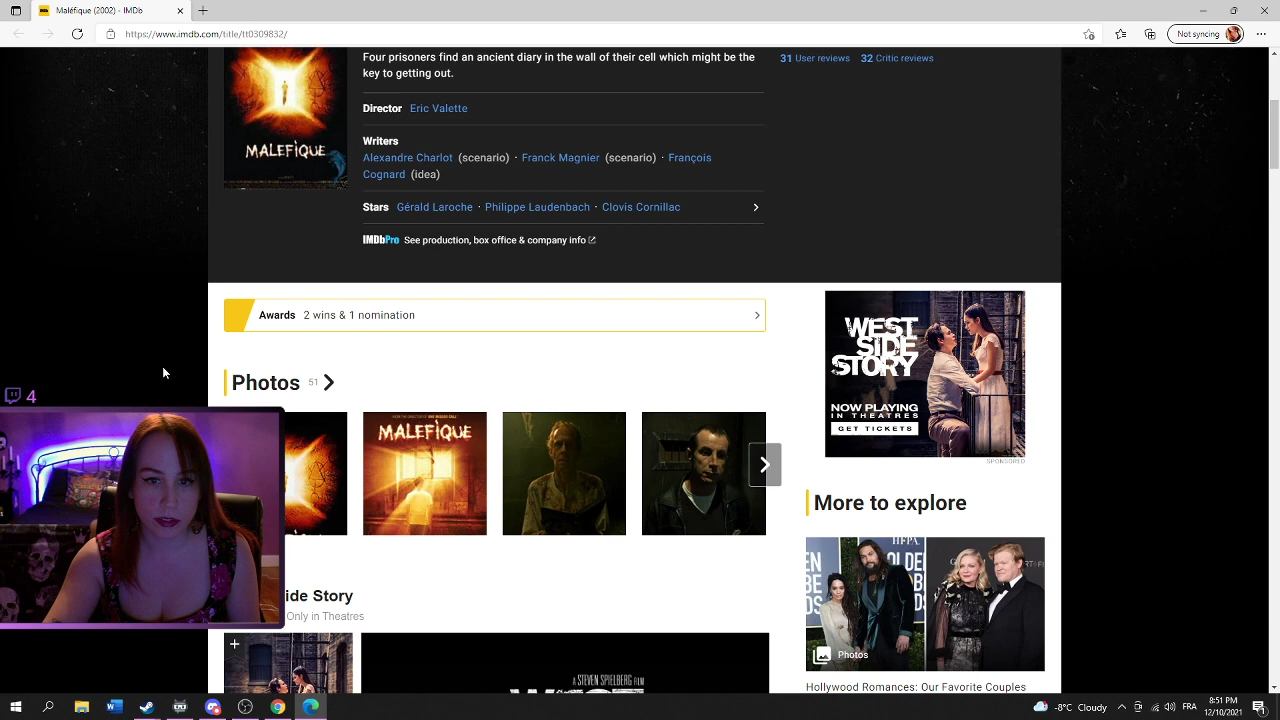 IMDb Maléfique (2002) - IMDb
https://www.imdb.com/title/tt0309832/
Not syncing
Four prisoners find an ancient diary in the wall of their cell which might be the
key to getting out.
31 User reviews 32 Critic reviews
MALEFIQUE
Director Eric Valette
Writers
Alexandre Charlot (scenario) · Franck Magnier (scenario) · François
Cognard (idea)
Stars Gérald Laroche · Philippe Laudenbach · Clovis Cornillac
IMDbPro See production, box office & company info
Awards 2 wins & 1 nomination
WEST
SIDE
STORY
NOW PLAYING
IN THEATRES
GET TICKETS
SPONSORED
Photos 51
4
MALEFIQUE
More to explore
HFPA.
Photos
Hollywood Romances: Our Favorite Couples
ide Story
Only in Theatres
A STEVEN SPIELBERG FILM
-8°C Cloudy
FRA
8:51 PM
12/10/2021